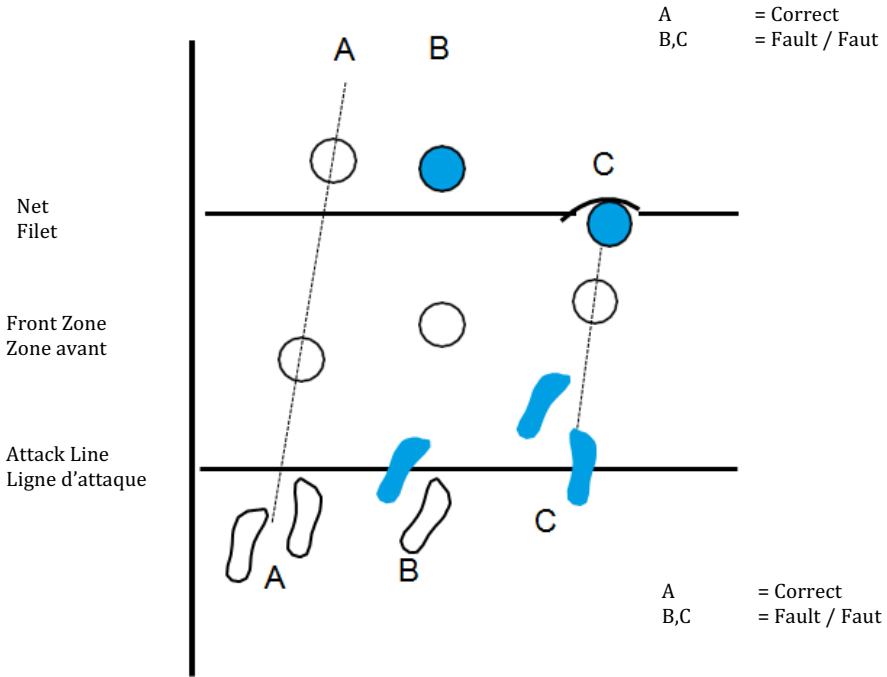 A = Correct
B,C = Fault / Faut
A B
C
Net
Filet
Front Zone
Zone avant
Attack Line
Ligne d'attaque
C
A B
A = Correct
B,C = Fault / Faut